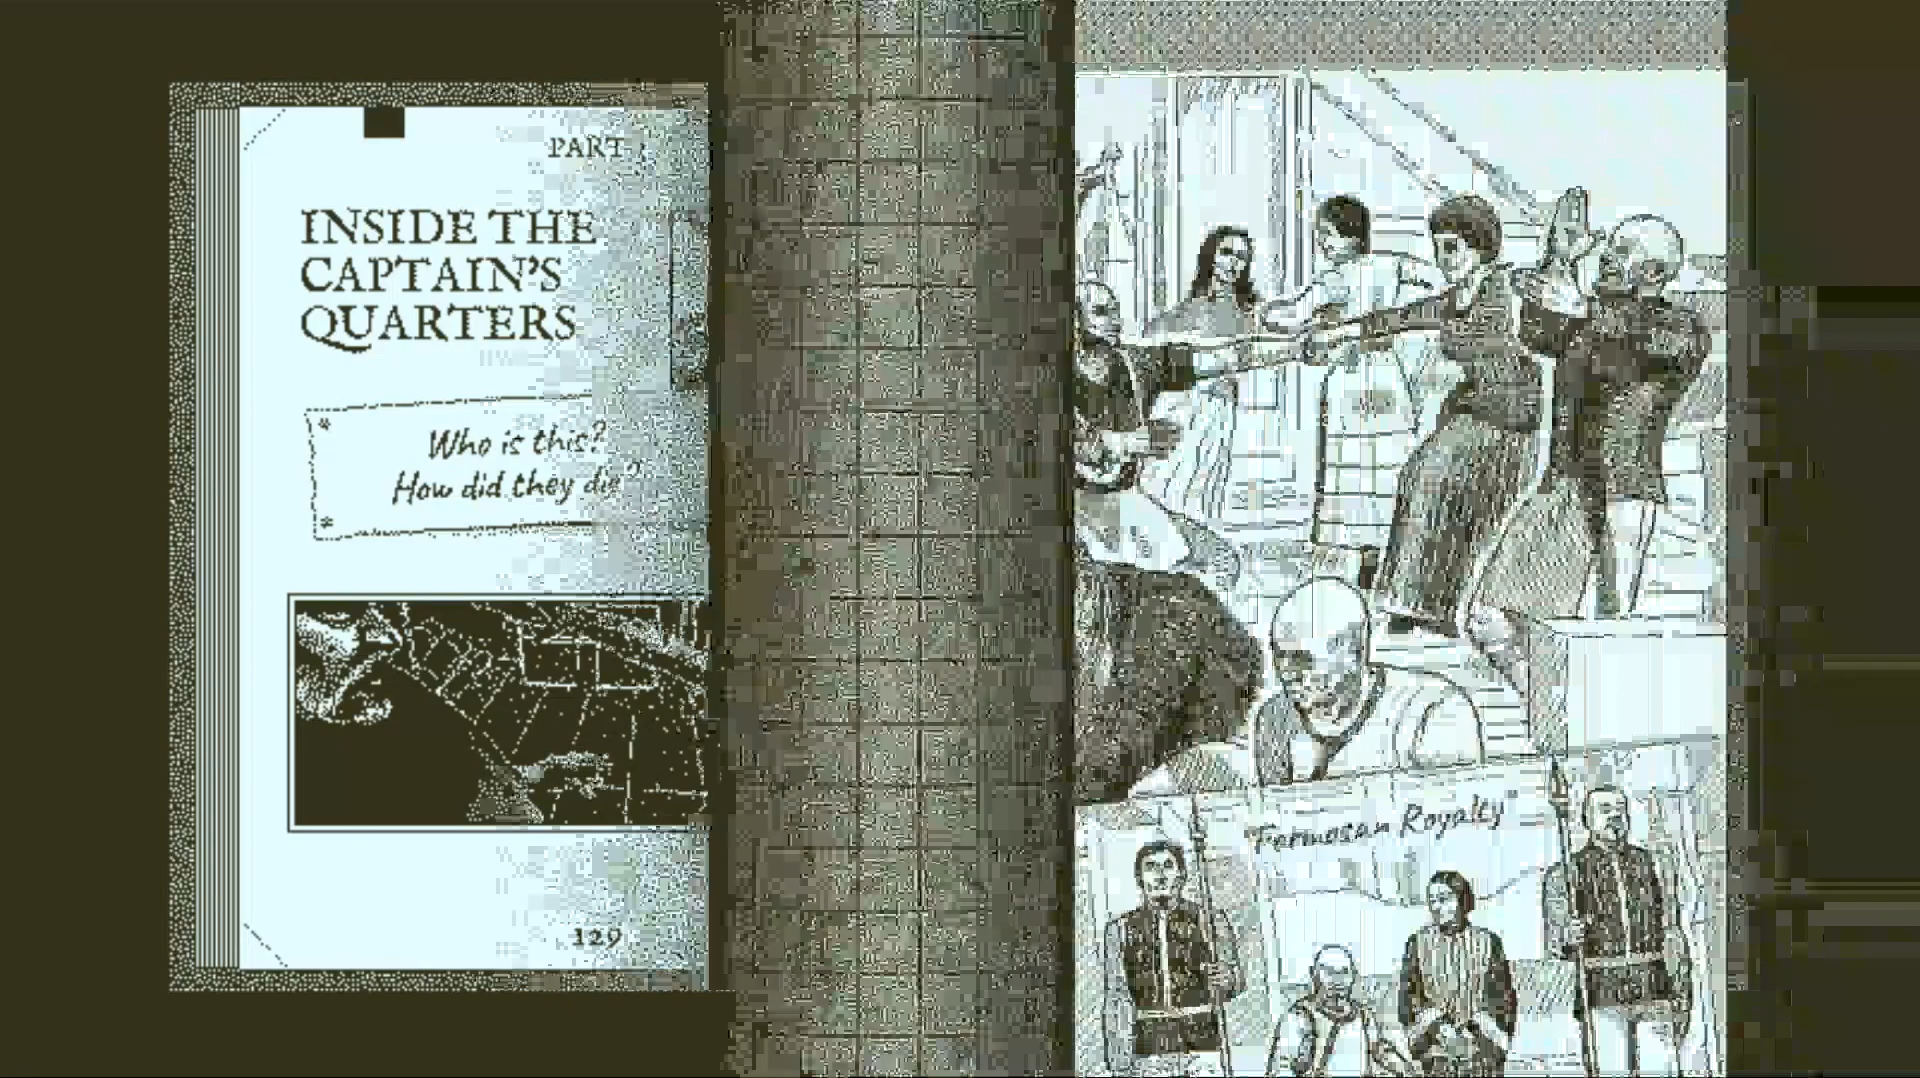 PART
INSIDE THE
CAPTAIN'S
QUARTERS
Who is this?
How did they die?
129
"Formosan Royalty"